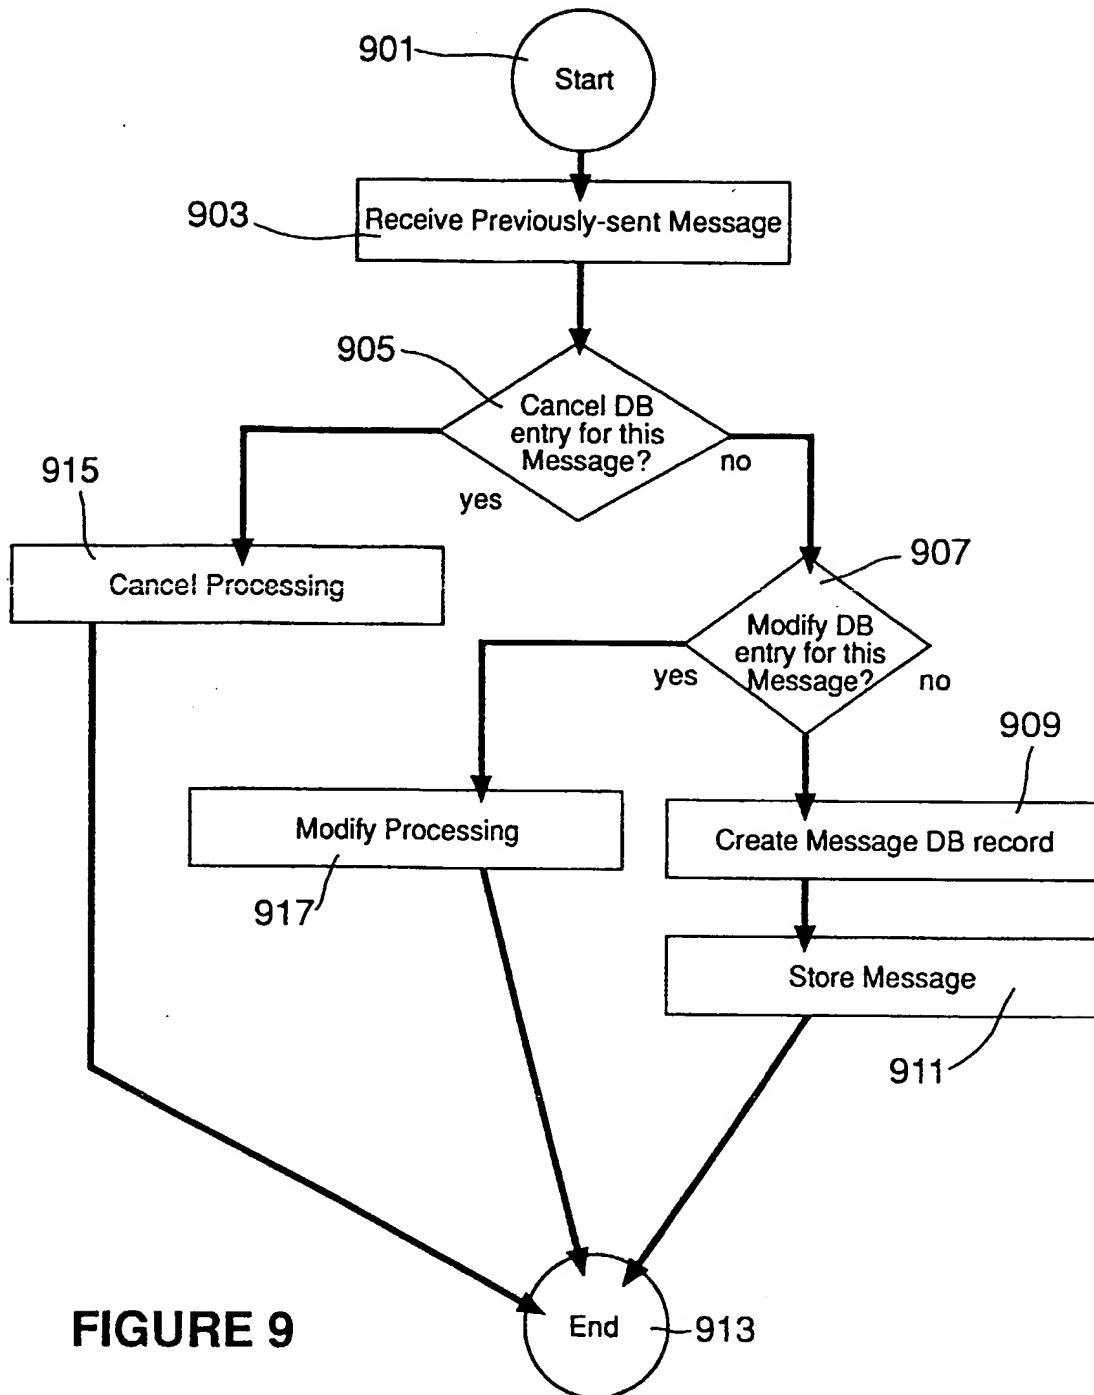 901
Start
903
Receive Previously-sent Message
905
Cancel DB
entry for this
Message?
yes
no
915
Cancel Processing
907
Modify DB
entry for this
Message?
yes
no
909
Modify Processing
Create Message DB record
917
Store Message
911
End
913
FIGURE 9